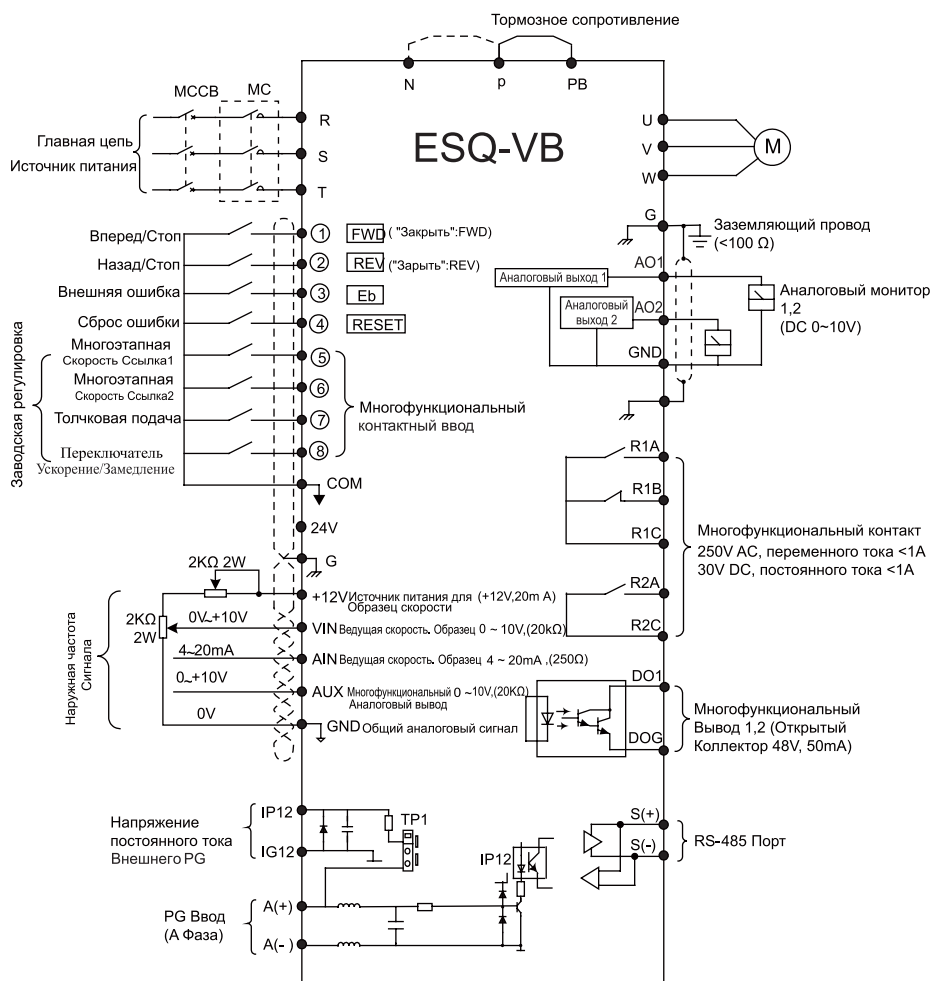 Тормозное сопротивление
N
p
PB
MCCB
MC
ESQ-VB
Главная цепь
Источник питания
R
S
T
U
V
W
M
Вперед/Стоп
1
FWD
( "Закрыть":FWD)
Назад/Стоп
2
REV
("Зарыть":REV)
Внешняя ошибка
3
Eb
Сброс ошибки
4
RESET
Заводская регулировка
Многоэтапная
Скорость Ссылка1
5
Многоэтапная
Скорость Ссылка2
6
Толчковая подача
7
Переключатель
Ускорение/Замедление
8
Многофункциональный
контактный ввод
COM
24V
G
G
Заземляющий провод
(<100 Ω)
AO1
Аналоговый выход 1
AO2
Аналоговый
выход 2
GND
Аналоговый монитор
1,2
(DC 0~10V)
R1A
R1B
R1C
R2A
R2C
Многофункциональный контакт
250V AC, переменного тока <1A
30V DC, постоянного тока <1A
Наружная частота
Сигнала
2KΩ 2W
2KΩ
2W
+12V Источник питания для (+12V,20m A)
Образец скорости
0V~+10V
VIN Ведущая скорость. Образец 0 ~ 10V,(20kΩ)
4~20mA
AIN Ведущая скорость. Образец 4 ~ 20mA ,(250Ω)
0~+10V
AUX Многофункциональный 0 ~10V,(20KΩ)
Аналоговый вывод
0V
GND Общий аналоговый сигнал
DO1
DOG
Многофункциональный
Вывод 1,2 (Открытый
Коллектор 48V, 50mA)
Напряжение
постоянного тока
Внешнего PG
IP12
IG12
TP1
IP12
PG Ввод
(А Фаза)
A(+)
A(-)
S(+)
S(-)
RS-485 Порт